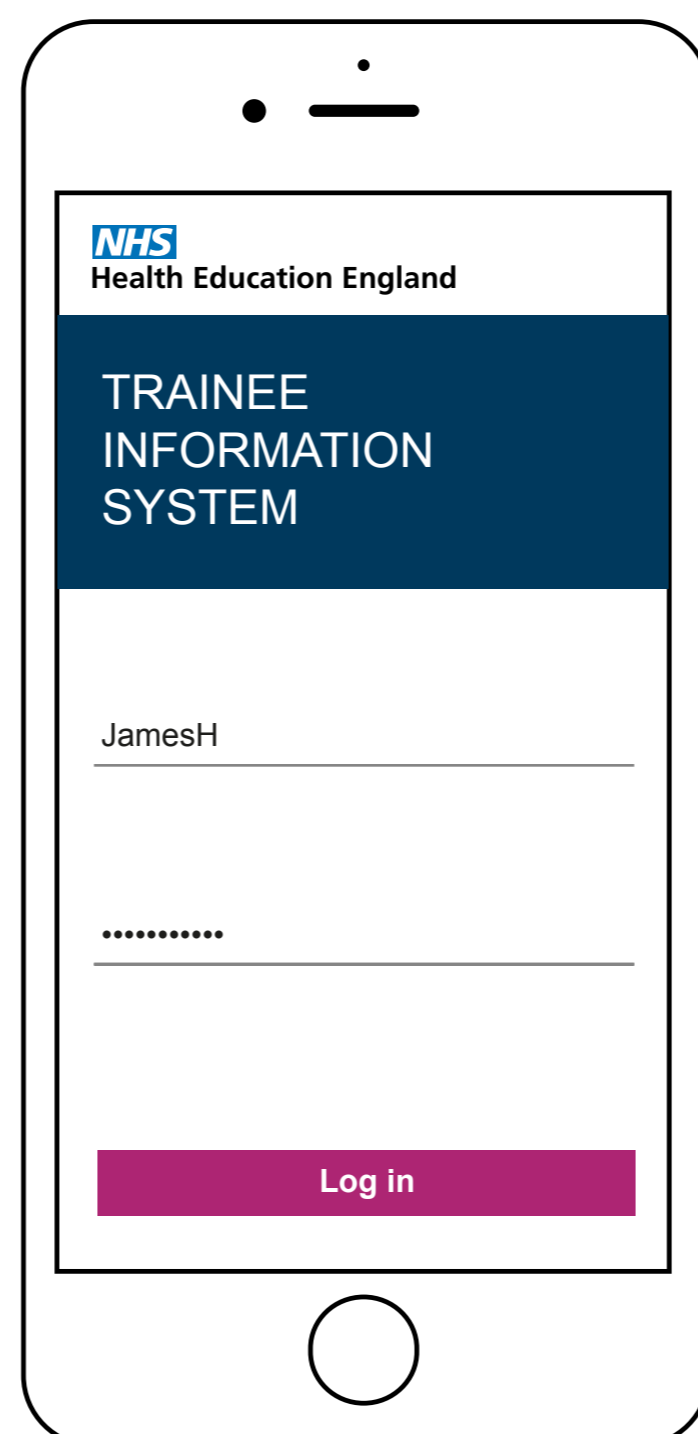 NHS
Health Education England
TRAINEE
INFORMATION
SYSTEM
JamesH
•••••••••••
Log in